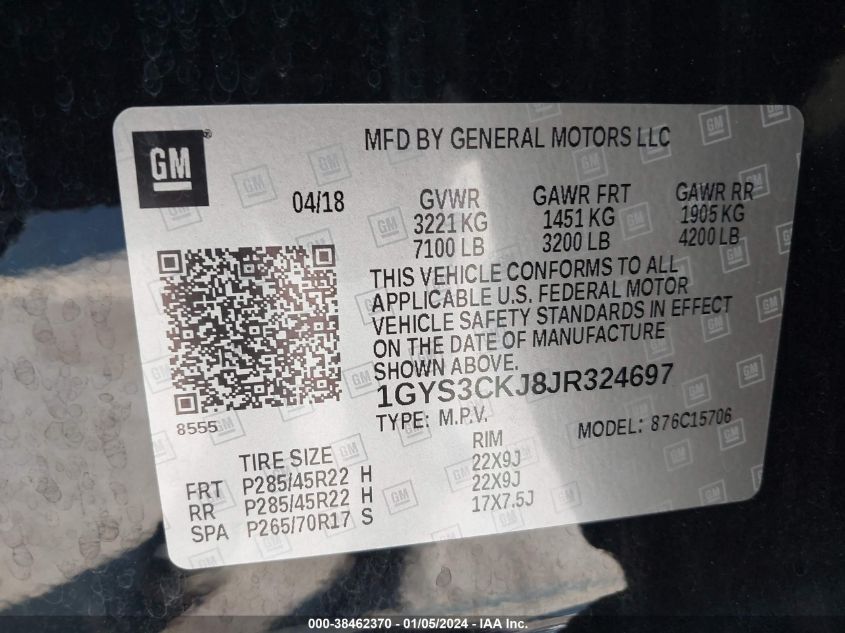 GM®
MFD BY GENERAL MOTORS LLC
04/18
GVWR GAWR FRT GAWR RR
3221 KG 1451 KG 1905 KG
7100 LB 3200 LB 4200 LB
THIS VEHICLE CONFORMS TO ALL
APPLICABLE U.S. FEDERAL MOTOR
VEHICLE SAFETY STANDARDS IN EFFECT
ON THE DATE OF MANUFACTURE
SHOWN ABOVE.
1GYS3CKJ8JR324697
8555
TYPE: M.P.V. MODEL: 876C15706
TIRE SIZE RIM
FRT P285/45R22 H 22X9J
RR P285/45R22 H 22X9J
SPA P265/70R17 S 17X7.5J
000-38462370 - 01/05/2024 - IAAI.com.